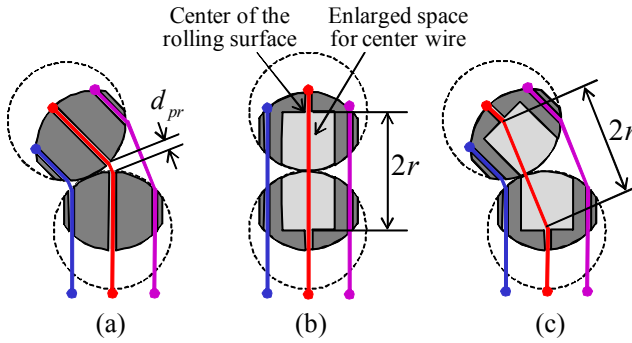 Center of the
rolling surface
Enlarged space
for center wire
d_pr
2r
2r
(a)
(b)
(c)